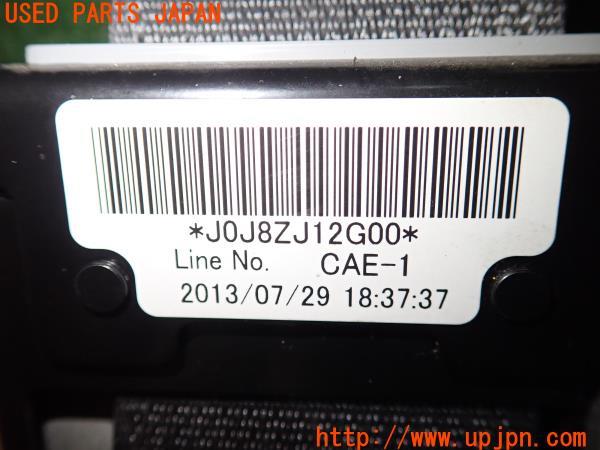 USED PARTS JAPAN
*J0J8ZJ12G00*
Line No. CAE-1
2013/07/29 18:37:37
http://www.upjpn.com/